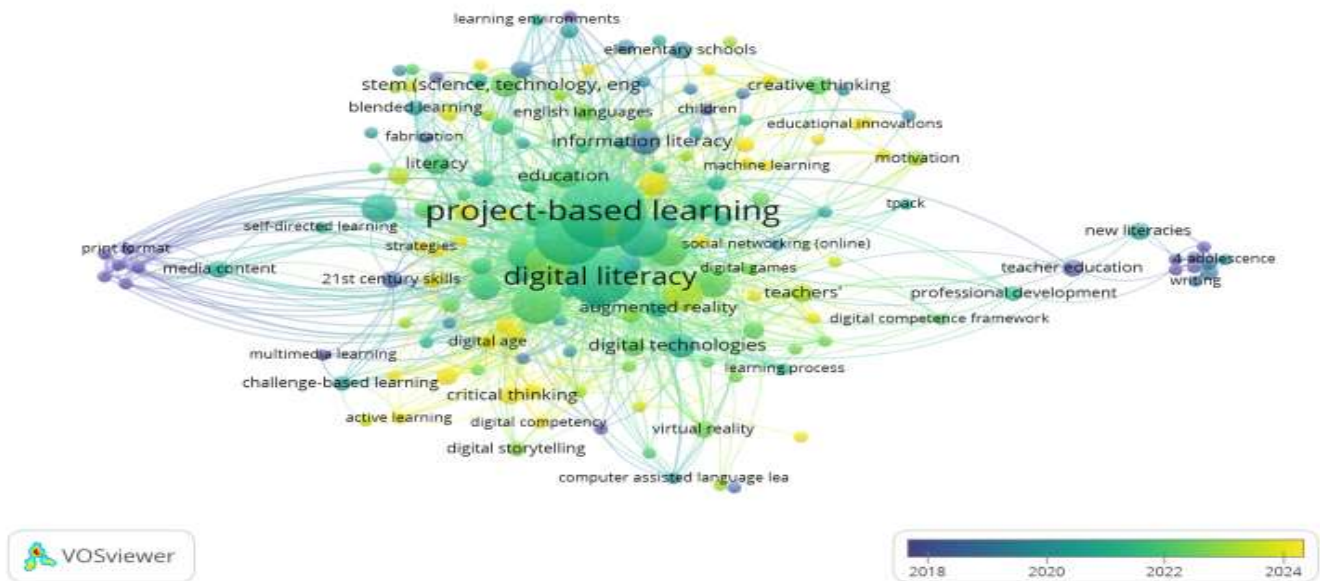 learning environments
elementary schools
stem (science, technology, eng
creative thinking
blended learning
english languages
children
educational innovations
fabrication
information literacy
literacy
education
machine learning
motivation
project-based learning
tpack
self-directed learning
print format
strategies
social networking (online)
new literacies
media content
21st century skills
digital literacy
digital games
teacher education
4 adolescence
writing
augmented reality
teachers'
professional development
digital competence framework
digital age
digital technologies
multimedia learning
learning process
challenge-based learning
critical thinking
active learning
digital competency
virtual reality
digital storytelling
computer assisted language lea
VOSviewer
2018 2020 2022 2024